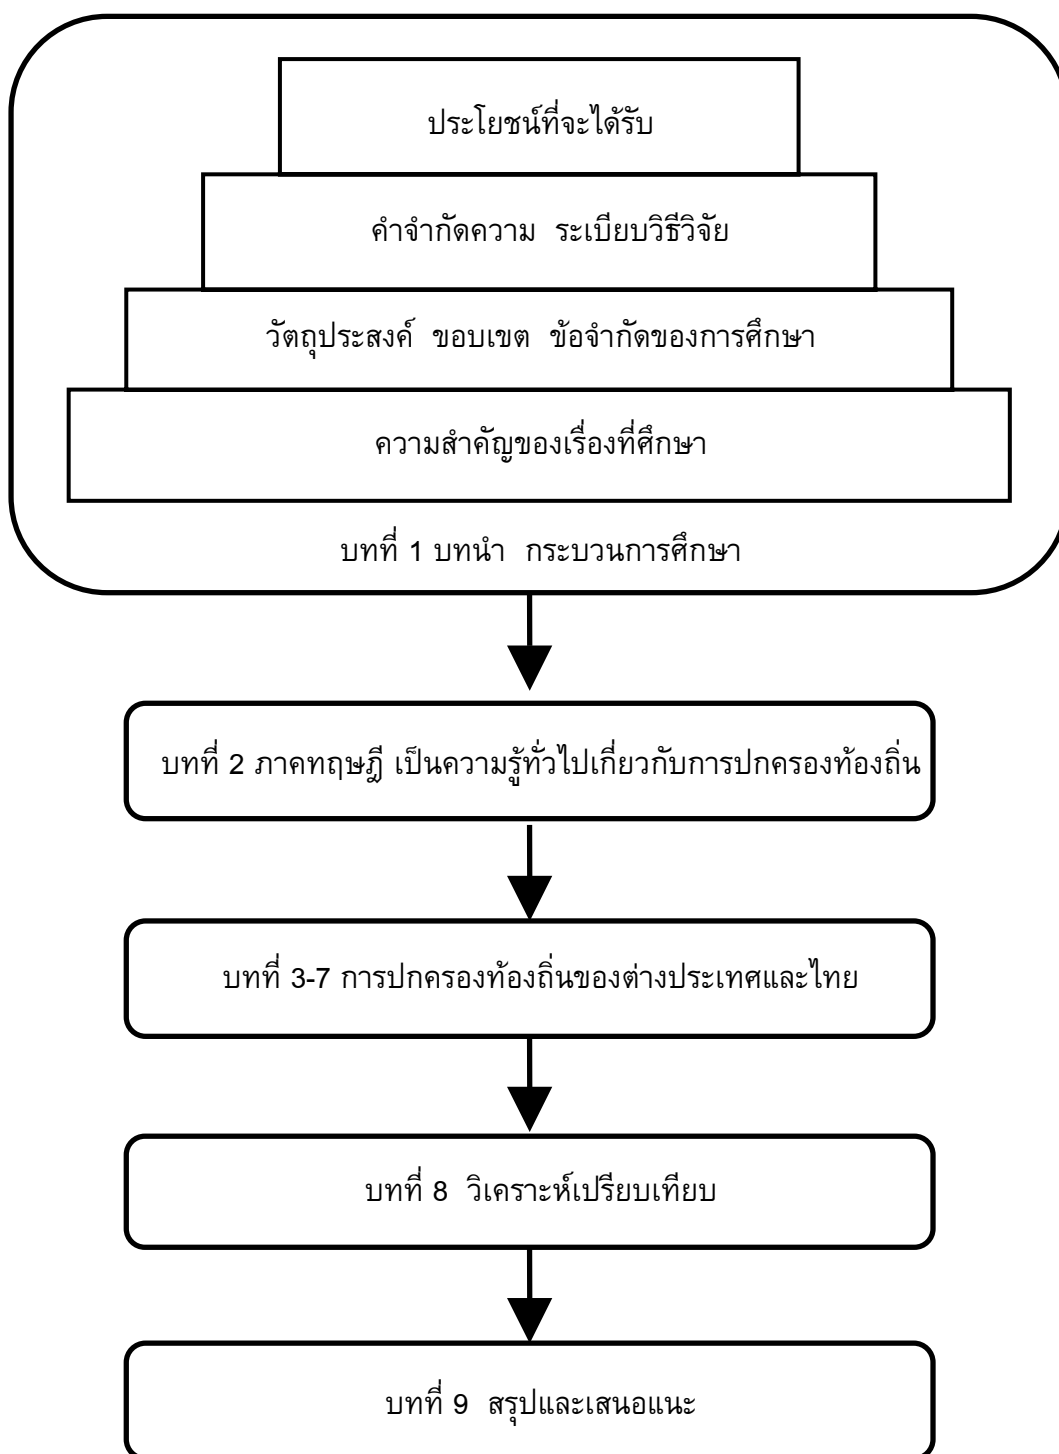 ประโยชน์ที่จะได้รับ
คำจำกัดความ ระเบียบวิธีวิจัย
วัตถุประสงค์ ขอบเขต ข้อจำกัดของการศึกษา
ความสำคัญของเรื่องที่ศึกษา
บทที่ 1 บทนำ กระบวนการศึกษา
บทที่ 2 ภาคทฤษฎี เป็นความรู้ทั่วไปเกี่ยวกับการปกครองท้องถิ่น
บทที่ 3-7 การปกครองท้องถิ่นของต่างประเทศและไทย
บทที่ 8 วิเคราะห์เปรียบเทียบ
บทที่ 9 สรุปและเสนอแนะ